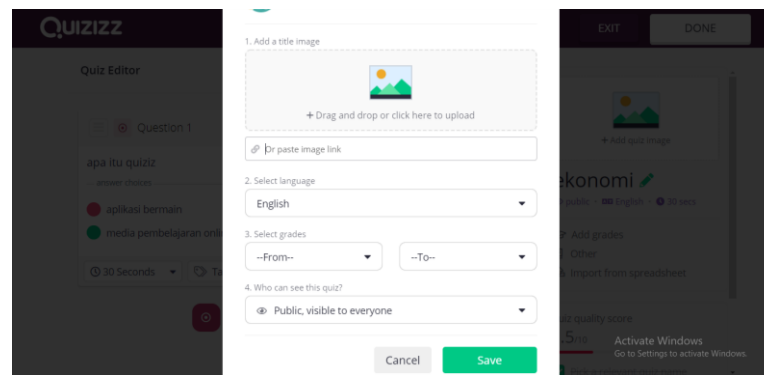 QUIZIZZ
EXIT
DONE
Quiz Editor
Question 1
apa itu quiziz
answer choices
aplikasi bermain
media pembelajaran onli
30 Seconds
Ta
1. Add a title image
+ Drag and drop or click here to upload
Or paste image link
2. Select language
English
3. Select grades
--From--
--To--
4. Who can see this quiz?
Public, visible to everyone
Cancel
Save
+ Add quiz image
ekonomi
public
English
30 secs
Add grades
Other
Import from spreadsheet
uiz quality score
.5/10
Activate Windows
Go to Settings to activate Windows.